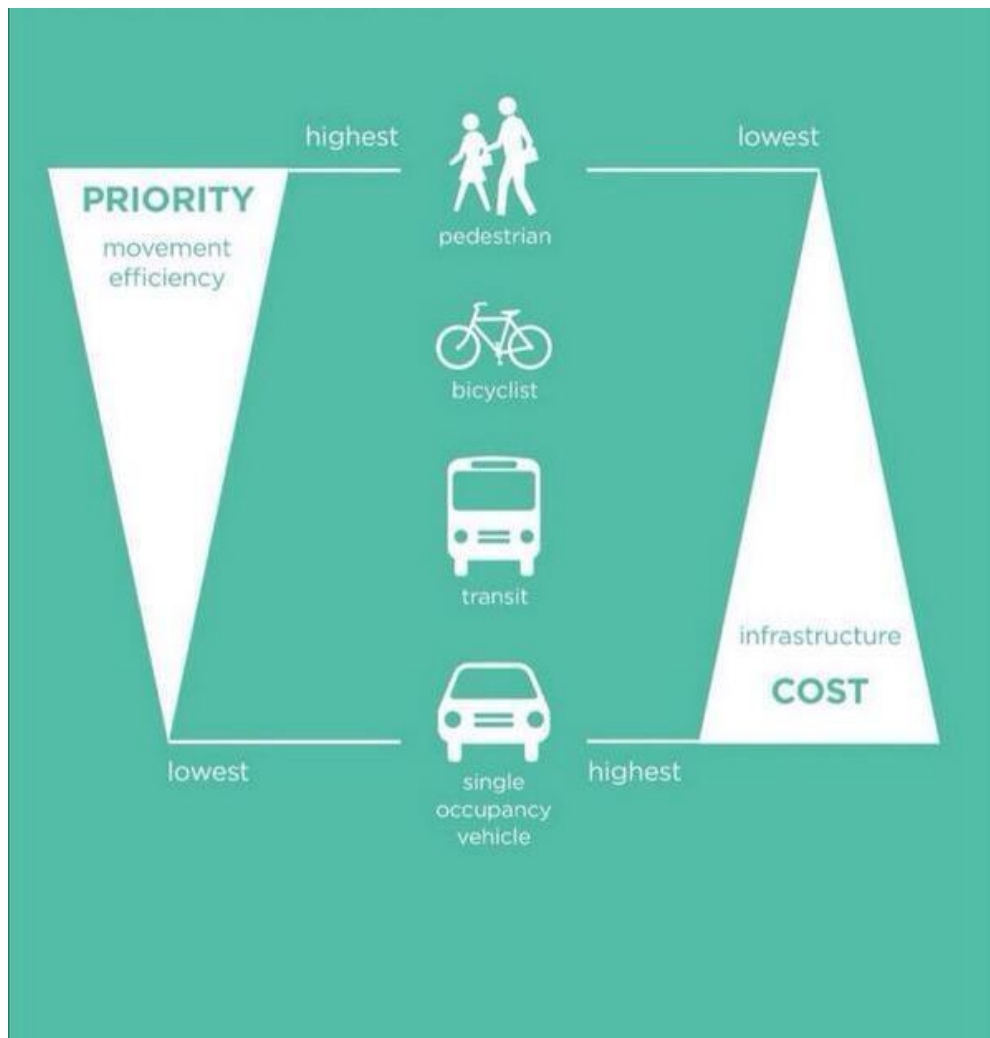 highest
lowest
PRIORITY
movement
efficiency
pedestrian
bicyclist
transit
infrastructure
COST
lowest
highest
single
occupancy
vehicle